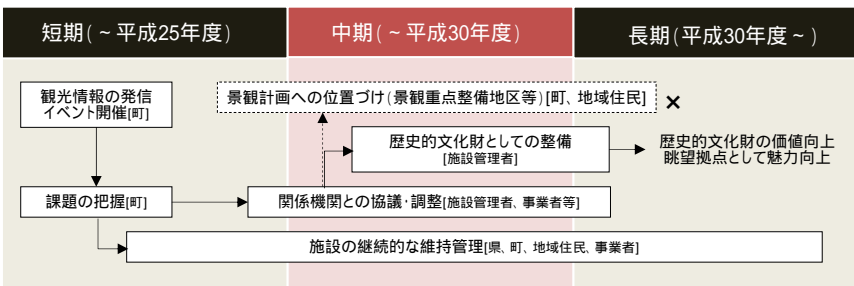 短期(～平成25年度)
中期(～平成30年度)
長期(平成30年度～)
観光情報の発信
イベント開催[町]
景観計画への位置づけ(景観重点整備地区等)[町、地域住民]
×
歴史的文化財としての整備
[施設管理者]
歴史的文化財の価値向上
眺望拠点として魅力向上
課題の把握[町]
関係機関との協議・調整[施設管理者、事業者等]
施設の継続的な維持管理[県、町、地域住民、事業者]